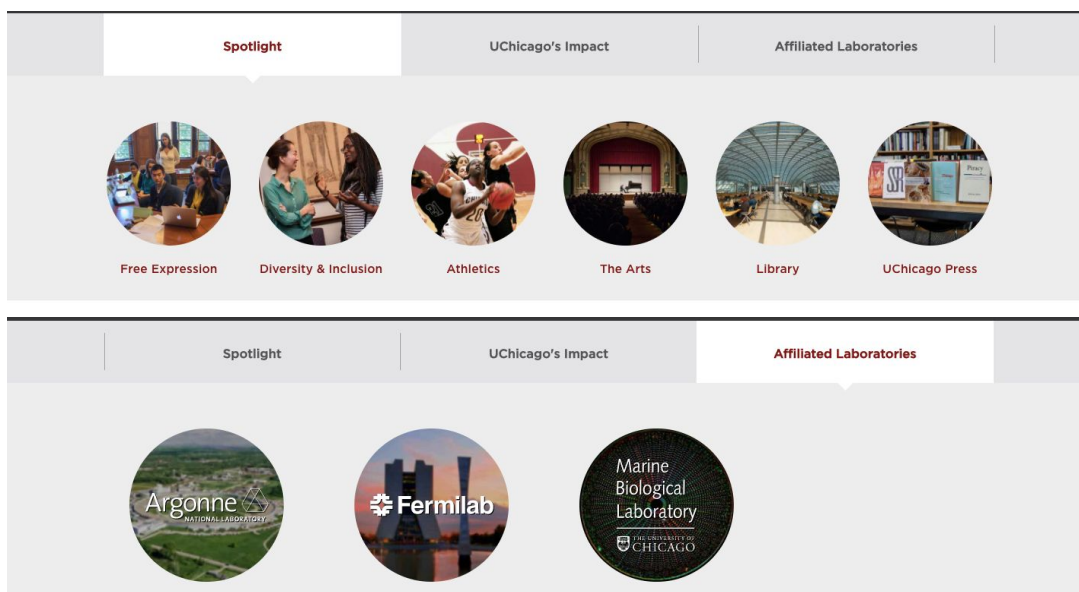 Spotlight
UChicago's Impact
Affiliated Laboratories
Free Expression
Diversity & Inclusion
Athletics
The Arts
Library
UChicago Press
Spotlight
UChicago's Impact
Affiliated Laboratories
Argonne
NATIONAL LABORATORY
Fermilab
Marine
Biological
Laboratory
THE UNIVERSITY OF
CHICAGO